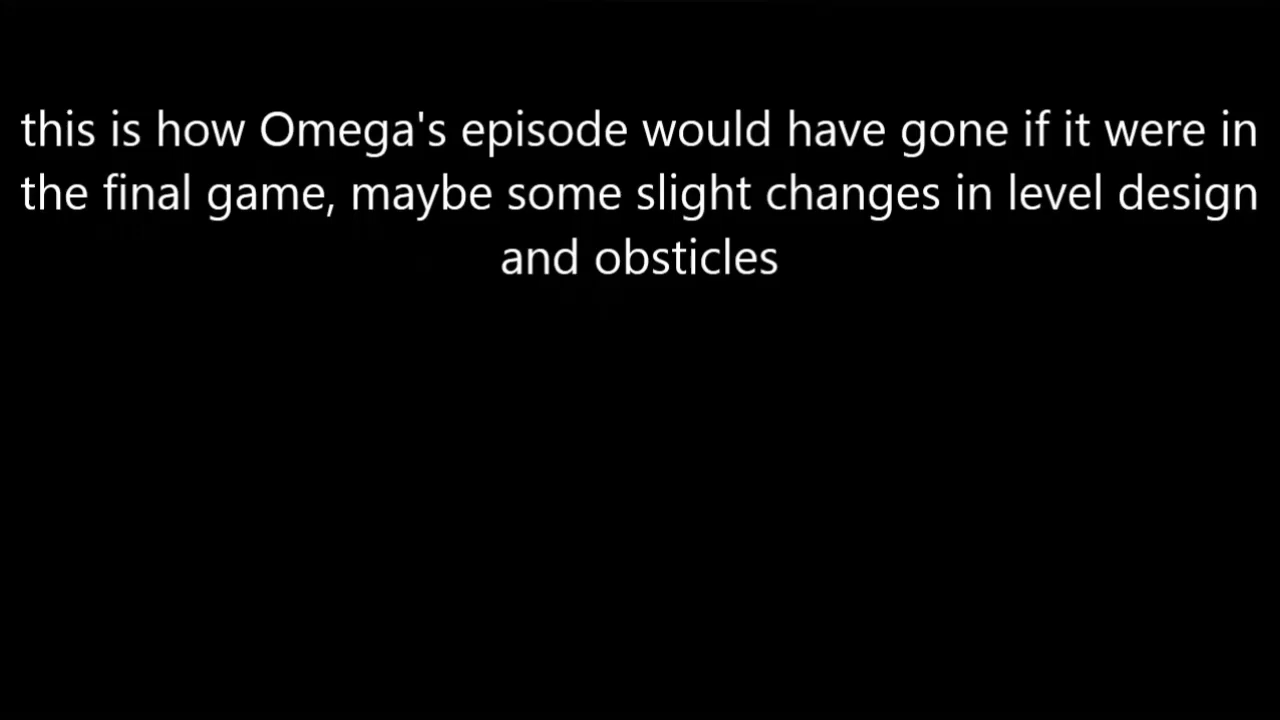 this is how Omega's episode would have gone if it were in
the final game, maybe some slight changes in level design
and obsticles